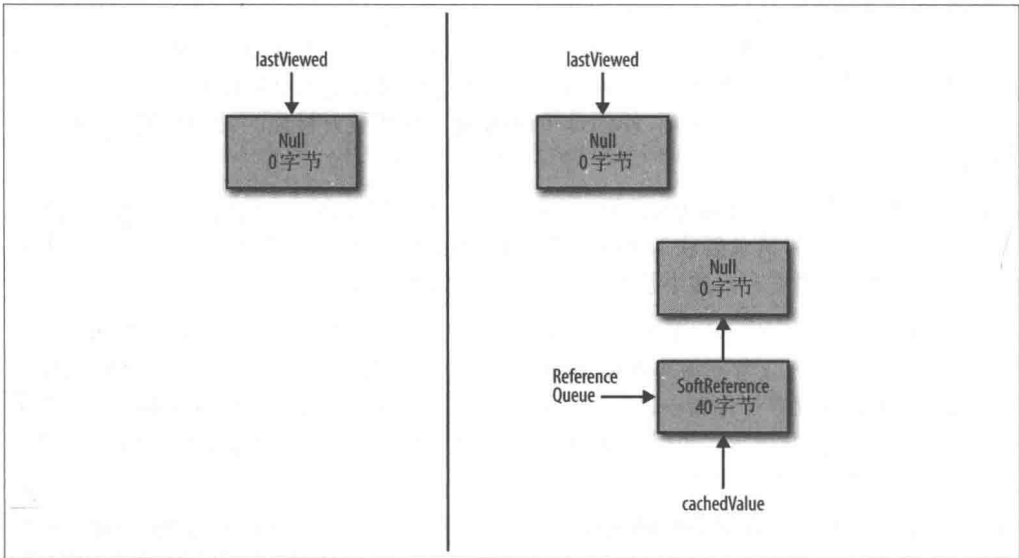 lastViewed
Null
0字节
lastViewed
Null
0字节
Null
0字节
Reference
Queue
SoftReference
40字节
cachedValue